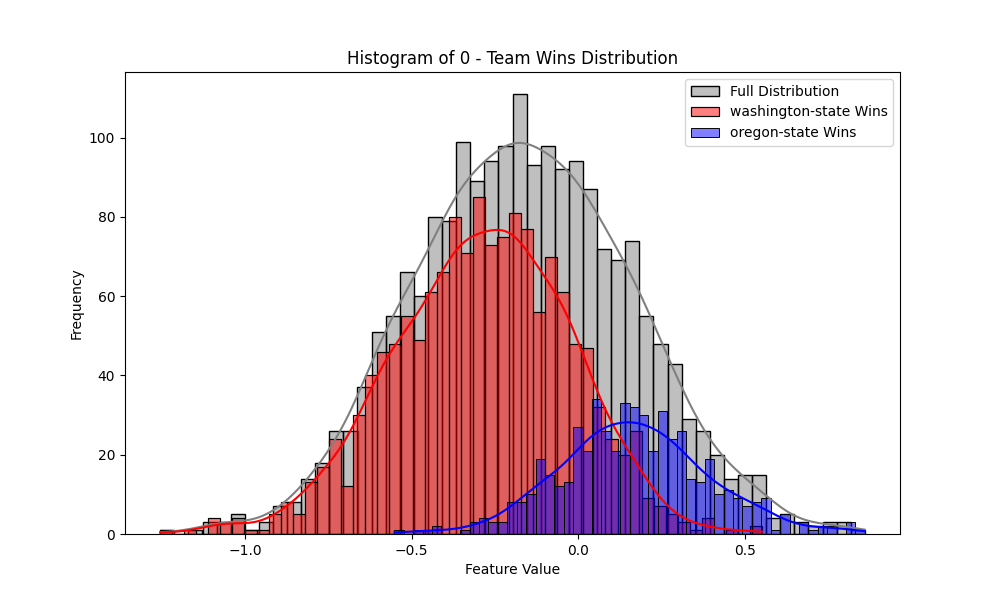 Histogram of 0 - Team Wins Distribution
Full Distribution
washington-state Wins
oregon-state Wins
Frequency
100
80
60
40
20
0
−1.0 −0.5 0.0 0.5
Feature Value